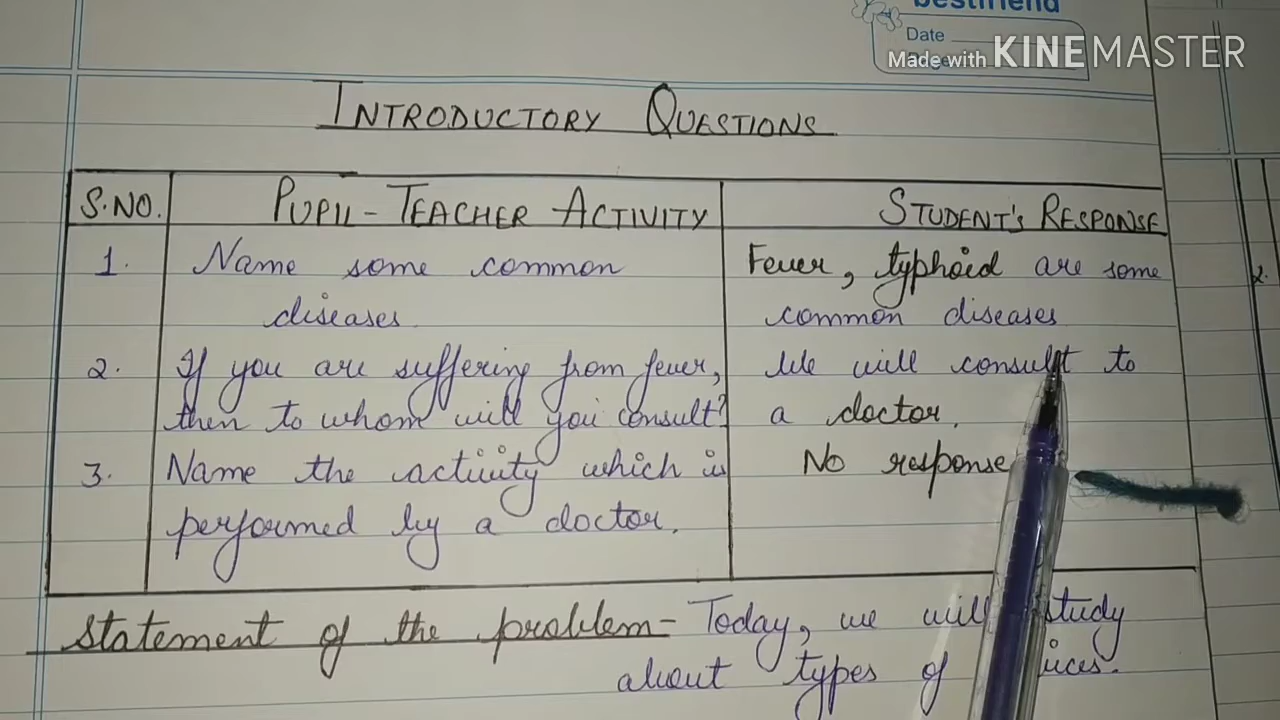 bestfriend
Date
Made with KINEMASTER
INTRODUCTORY QUESTIONS
S.NO. PUPIL-TEACHER ACTIVITY STUDENT'S RESPONSE
1. Name some common Fever, typhoid are some
diseases common diseases
2. If you are suffering from fever, We will consult to
then to whom will you consult? a doctor.
3. Name the activity which is No response
performed by a doctor.
Statement of the problem- Today, we will study
about types of
2.